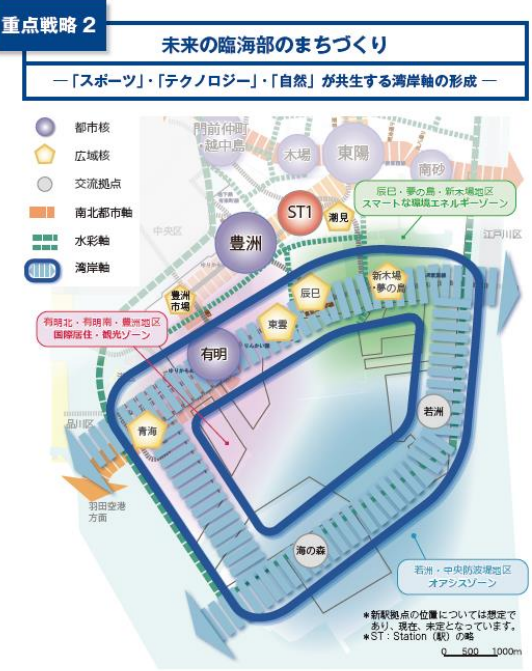 重点戦略 2
未来の臨海部のまちづくり
―「スポーツ」・「テクノロジー」・「自然」が共生する湾岸軸の形成 ―
都市核
広域核
交流拠点
南北都市軸
水彩軸
湾岸軸
門前仲町
・越中島
木場
東陽
南砂
ST1
潮見
中央区
豊洲
辰巳・夢の島・新木場地区
スマートな環境エネルギーゾーン
江戸川区
豊洲
市場
辰巳
新木場
・夢の島
東雲
有明北・有明南・豊洲地区
国際居住・観光ゾーン
有明
ゆりかもめ
りんかい線
品川区
青海
若洲
羽田空港
方面
海の森
若洲・中央防波堤地区
オアシスゾーン
*新駅拠点の位置については想定で
あり、現在、未定となっています。
*ST：Station（駅）の略
0 500 1000m